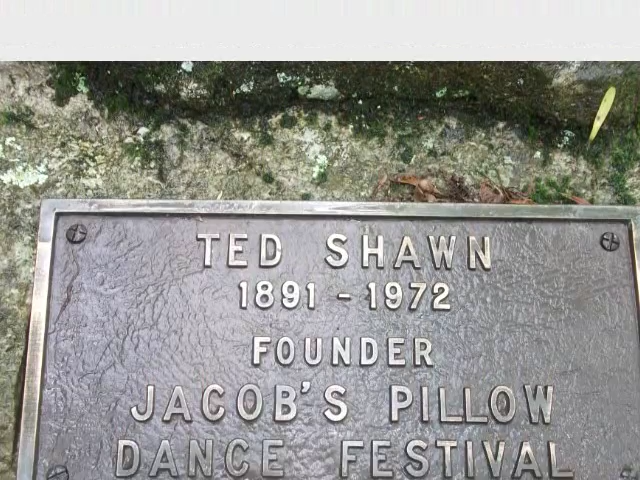 TED SHAWN
1891 - 1972
FOUNDER
JACOB'S PILLOW
DANCE FESTIVAL